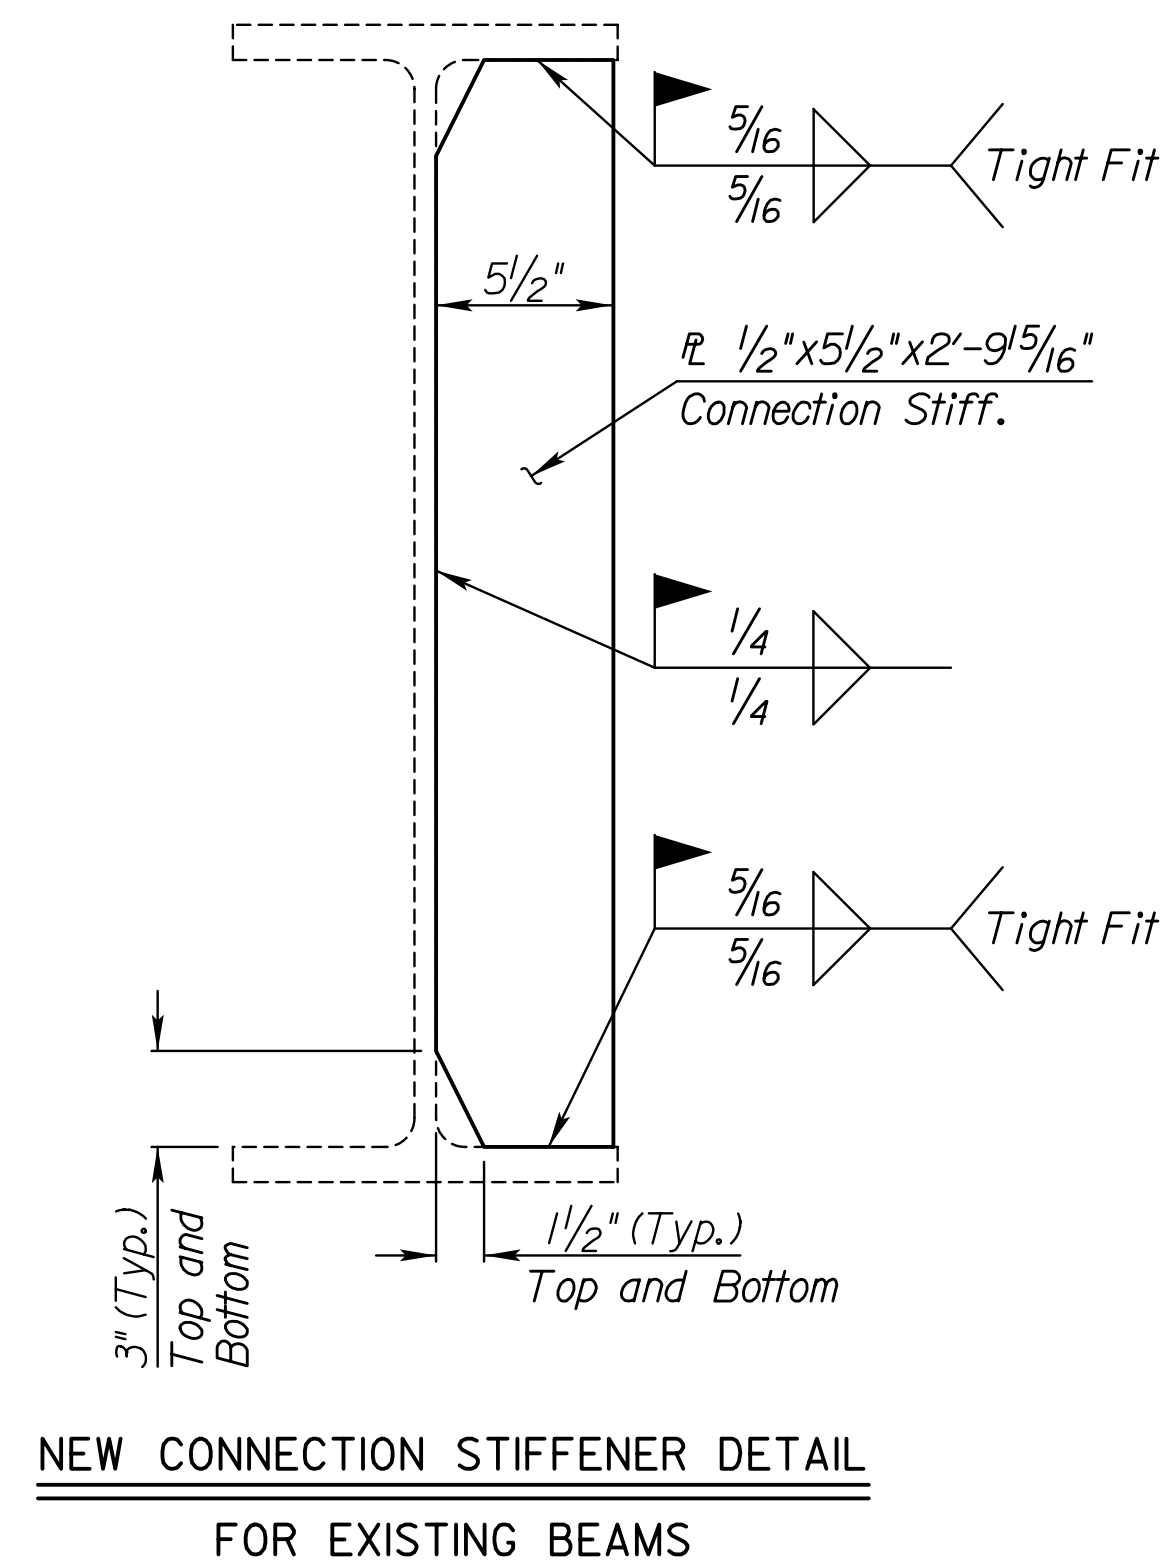 5/16
5/16
Tight Fit
5 1/2"
℄ 1/2"x5 1/2"x2'-9 15/16"
Connection Stiff.
1/4
1/4
5/16
5/16
Tight Fit
3" (Typ.)
Top and
Bottom
1 1/2" (Typ.)
Top and Bottom
NEW CONNECTION STIFFENER DETAIL
FOR EXISTING BEAMS